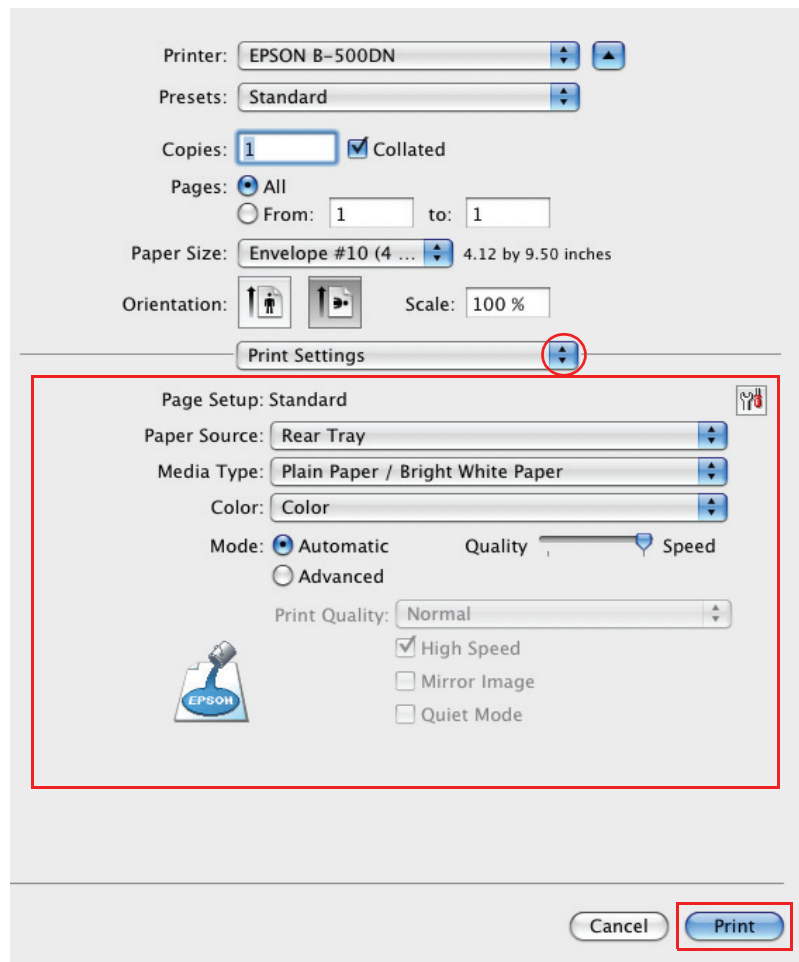 Printer: EPSON B-500DN
Presets: Standard
Copies: 1 Collated
Pages: All
From: 1 to: 1
Paper Size: Envelope #10 (4 ... 4.12 by 9.50 inches
Orientation: Scale: 100 %
Print Settings
Page Setup: Standard
Paper Source: Rear Tray
Media Type: Plain Paper / Bright White Paper
Color: Color
Mode: Automatic Quality Speed
Advanced
Print Quality: Normal
High Speed
Mirror Image
EPSON
Quiet Mode
Cancel Print